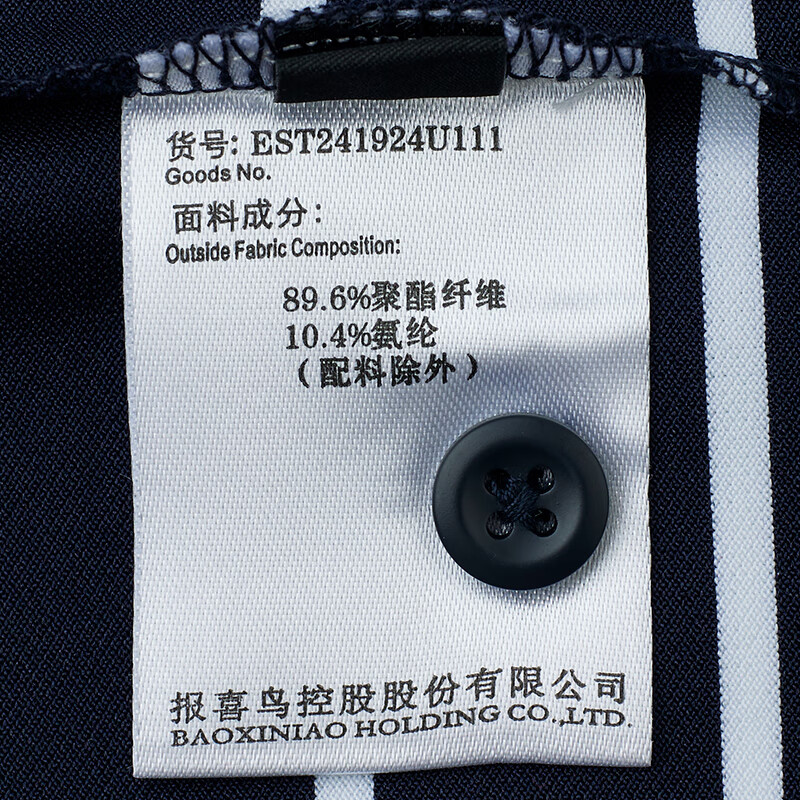 货号: EST241924U111
Goods No.
面料成分:
Outside Fabric Composition:
89.6%聚酯纤维
10.4%氨纶
(配料除外)
报喜鸟控股股份有限公司
BAOXINIAO HOLDING CO.,LTD.